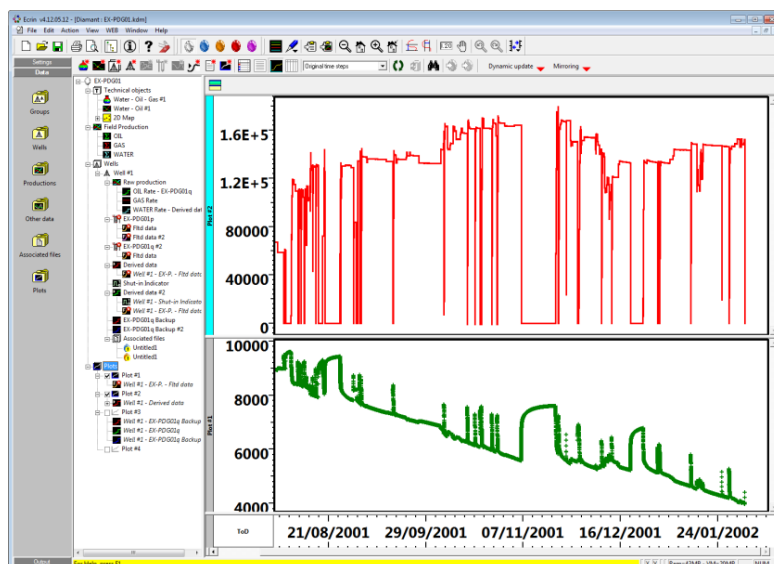 Ecrin v4.12.05.12 - [Diamant : EX-PDG01.kdm]
File Edit Action View WEB Window Help
Original time steps
Dynamic update
Mirroring
Settings
Data
Groups
Wells
Productions
Other data
Associated files
Plots
Output
EX-PDG01
Technical objects
Water - Oil - Gas #1
Water - Oil #1
2D Map
Field Production
OIL
GAS
WATER
Wells
Well #1
Raw production
OIL Rate - EX-PDG01q
GAS Rate
WATER Rate - Derived dat
EX-PDG01p
Fltd data
Fltd data #2
EX-PDG01q #2
Fltd data
Derived data
Well #1 - EX-P. - Fltd data
Shut-in Indicator
Derived data #2
Well #1 - Shut-in Indicato
Well #1 - EX-P. - Fltd data
EX-PDG01q Backup
EX-PDG01q Backup #2
Associated files
Untitled1
Untitled1
Plots
Plot #1
Well #1 - EX-P. - Fltd data
Plot #2
Well #1 - Derived data
Plot #3
Well #1 - EX-PDG01q Backup
Well #1 - EX-PDG01q
Well #1 - EX-PDG01q Backup
Plot #4
Plot #2
1.6E+5
1.2E+5
80000
40000
0
Plot #1
10000
8000
6000
4000
ToD
21/08/2001 29/09/2001 07/11/2001 16/12/2001 24/01/2002
For Help, press F1